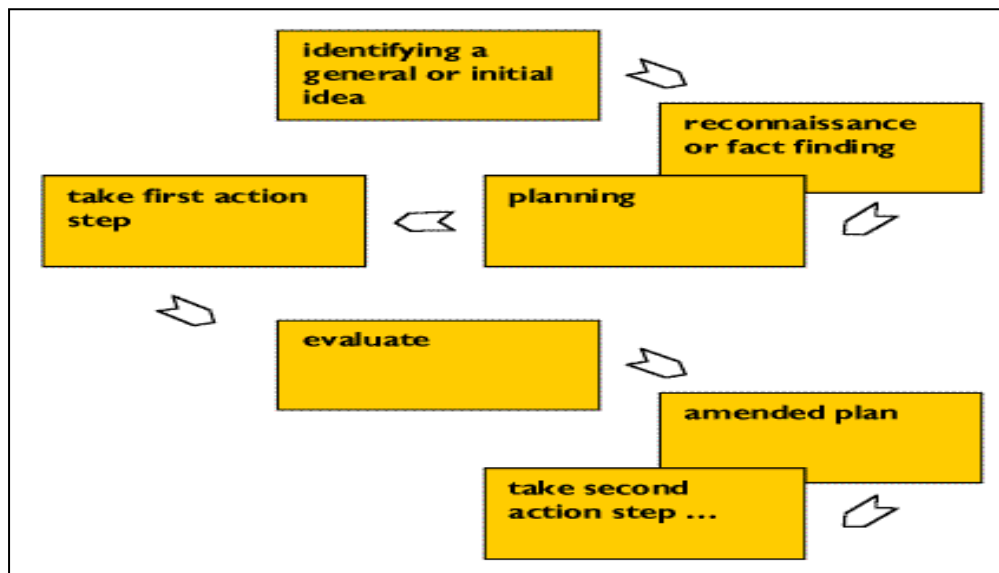 identifying a
general or initial
idea
reconnaissance
or fact finding
planning
take first action
step
evaluate
amended plan
take second
action step ...